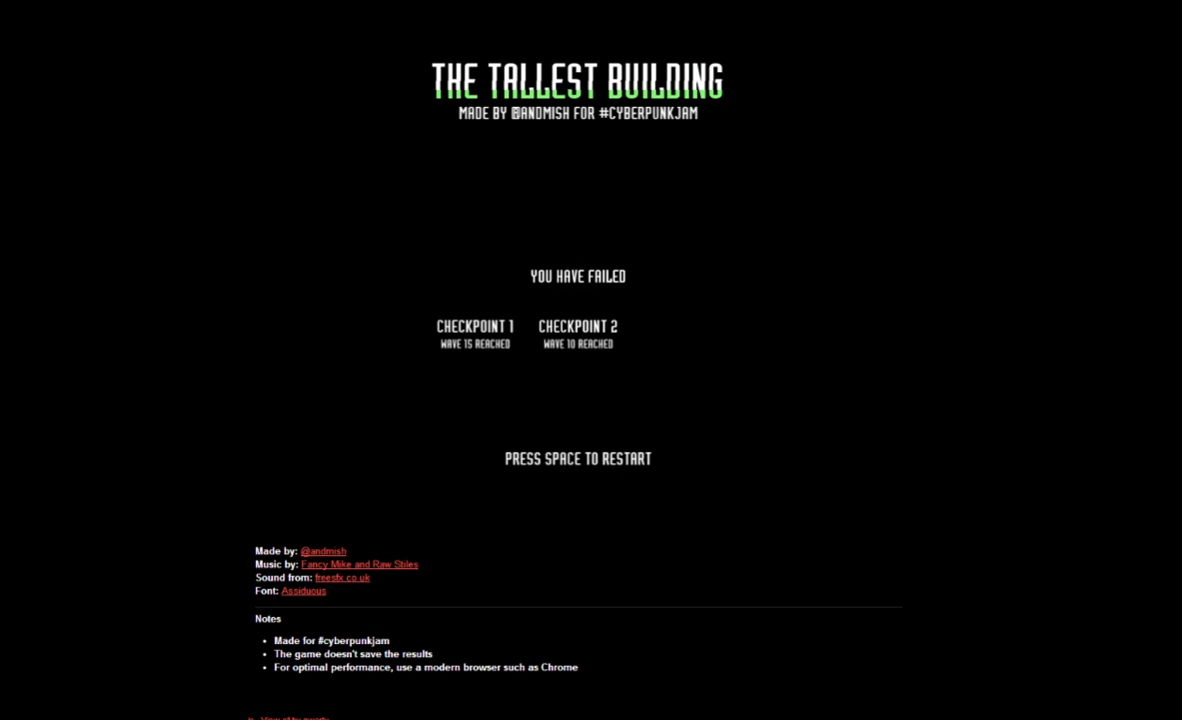 THE TALLEST BUILDING
MADE BY @ANDMISH FOR #CYBERPUNKJAM
YOU HAVE FAILED
CHECKPOINT 1 CHECKPOINT 2
WAVE 15 REACHED WAVE 10 REACHED
PRESS SPACE TO RESTART
Made by: @andmish
Music by: Fancy Mike and Raw Stiles
Sound from: freesfx.co.uk
Font: Assiduous
Notes
• Made for #cyberpunkjam
• The game doesn't save the results
• For optimal performance, use a modern browser such as Chrome